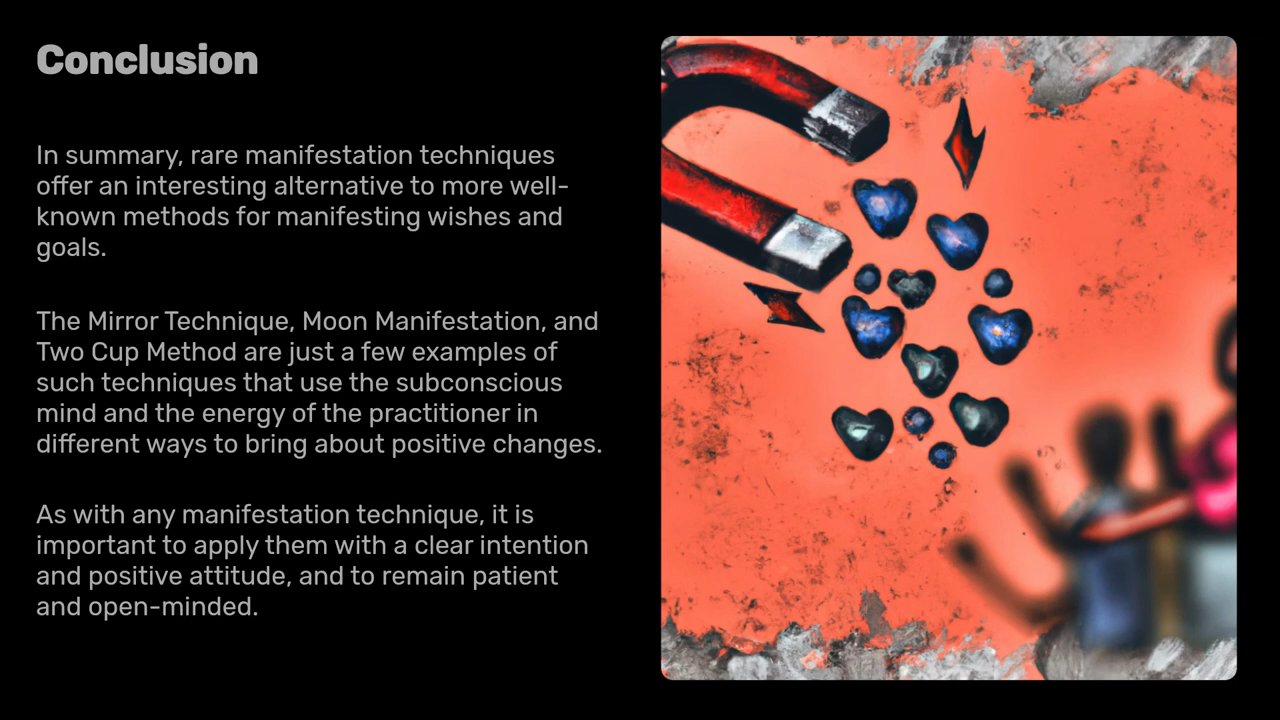 Conclusion
In summary, rare manifestation techniques
offer an interesting alternative to more well-
known methods for manifesting wishes and
goals.
The Mirror Technique, Moon Manifestation, and
Two Cup Method are just a few examples of
such techniques that use the subconscious
mind and the energy of the practitioner in
different ways to bring about positive changes.
As with any manifestation technique, it is
important to apply them with a clear intention
and positive attitude, and to remain patient
and open-minded.